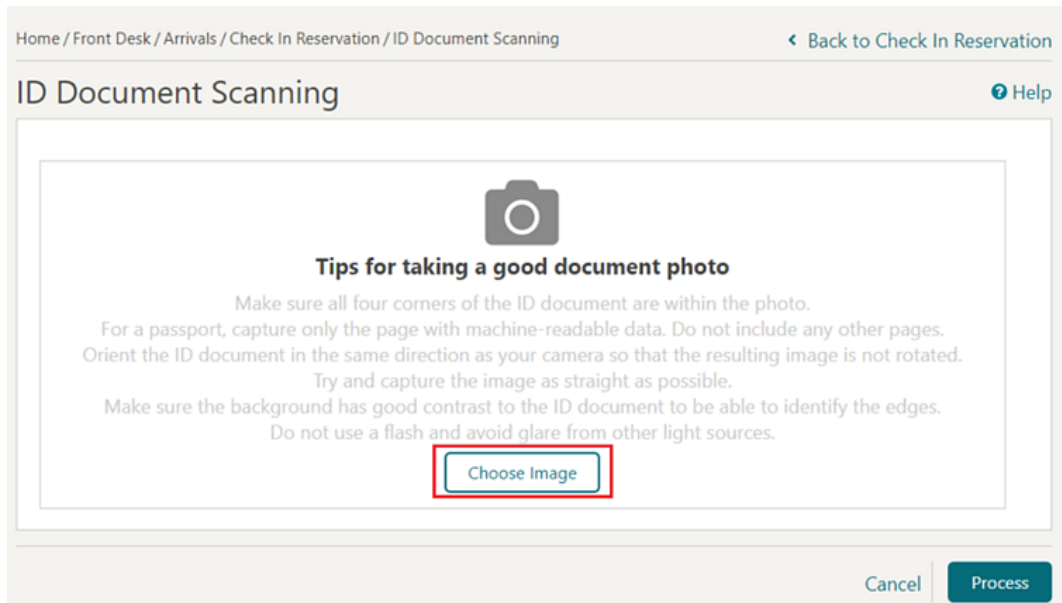 Home / Front Desk / Arrivals / Check In Reservation / ID Document Scanning
Back to Check In Reservation
ID Document Scanning
Help
Tips for taking a good document photo
Make sure all four corners of the ID document are within the photo.
For a passport, capture only the page with machine-readable data. Do not include any other pages.
Orient the ID document in the same direction as your camera so that the resulting image is not rotated.
Try and capture the image as straight as possible.
Make sure the background has good contrast to the ID document to be able to identify the edges.
Do not use a flash and avoid glare from other light sources.
Choose Image
Cancel
Process